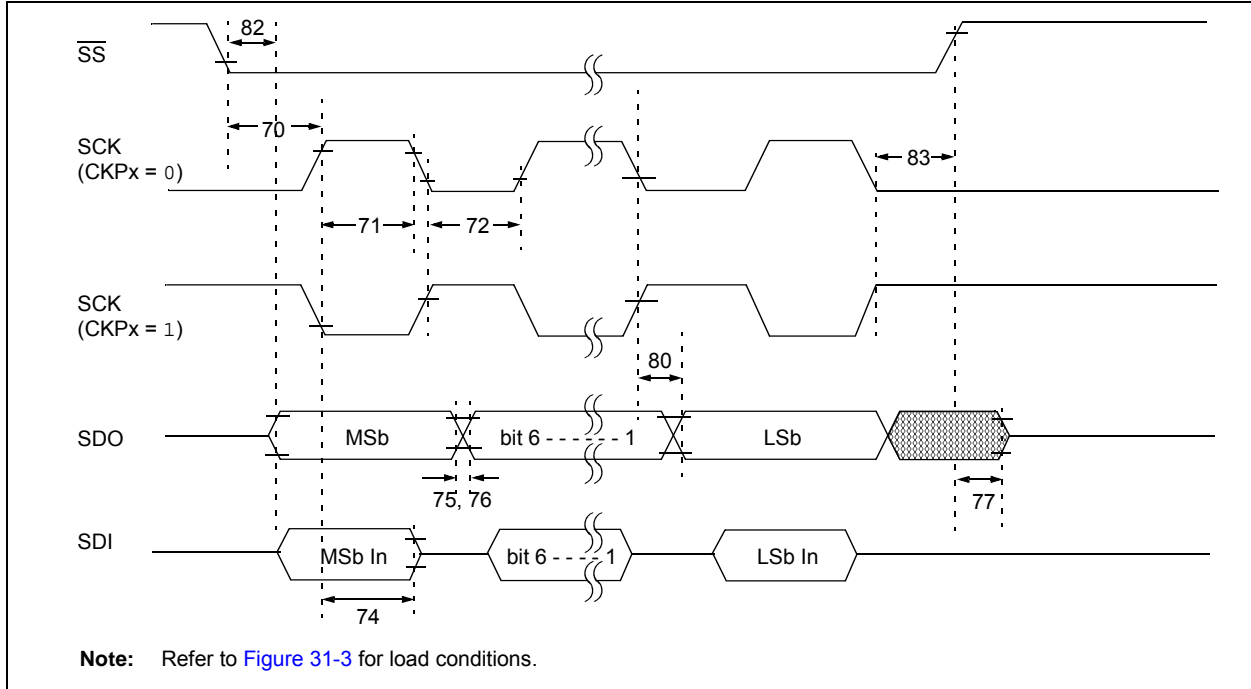 82
SS
70
SCK
(CKPx = 0)
83
71
72
SCK
(CKPx = 1)
80
SDO
MSb
bit 6 - - - - - - 1
LSb
75, 76
77
SDI
MSb In
bit 6 - - - - 1
LSb In
74
Note: Refer to Figure 31-3 for load conditions.